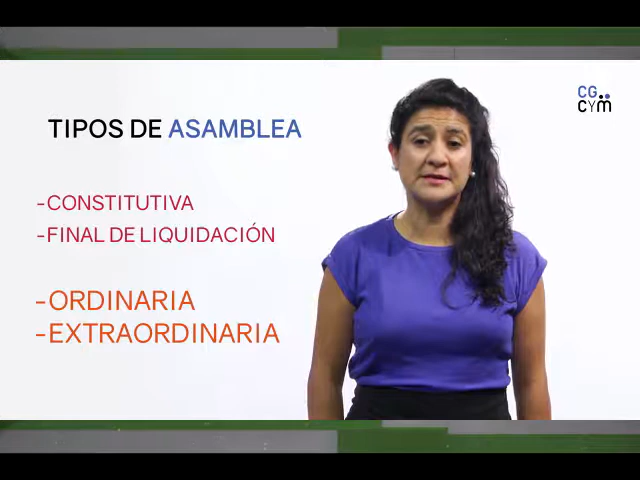 CG
CYM
TIPOS DE ASAMBLEA
-CONSTITUTIVA
-FINAL DE LIQUIDACIÓN
-ORDINARIA
-EXTRAORDINARIA